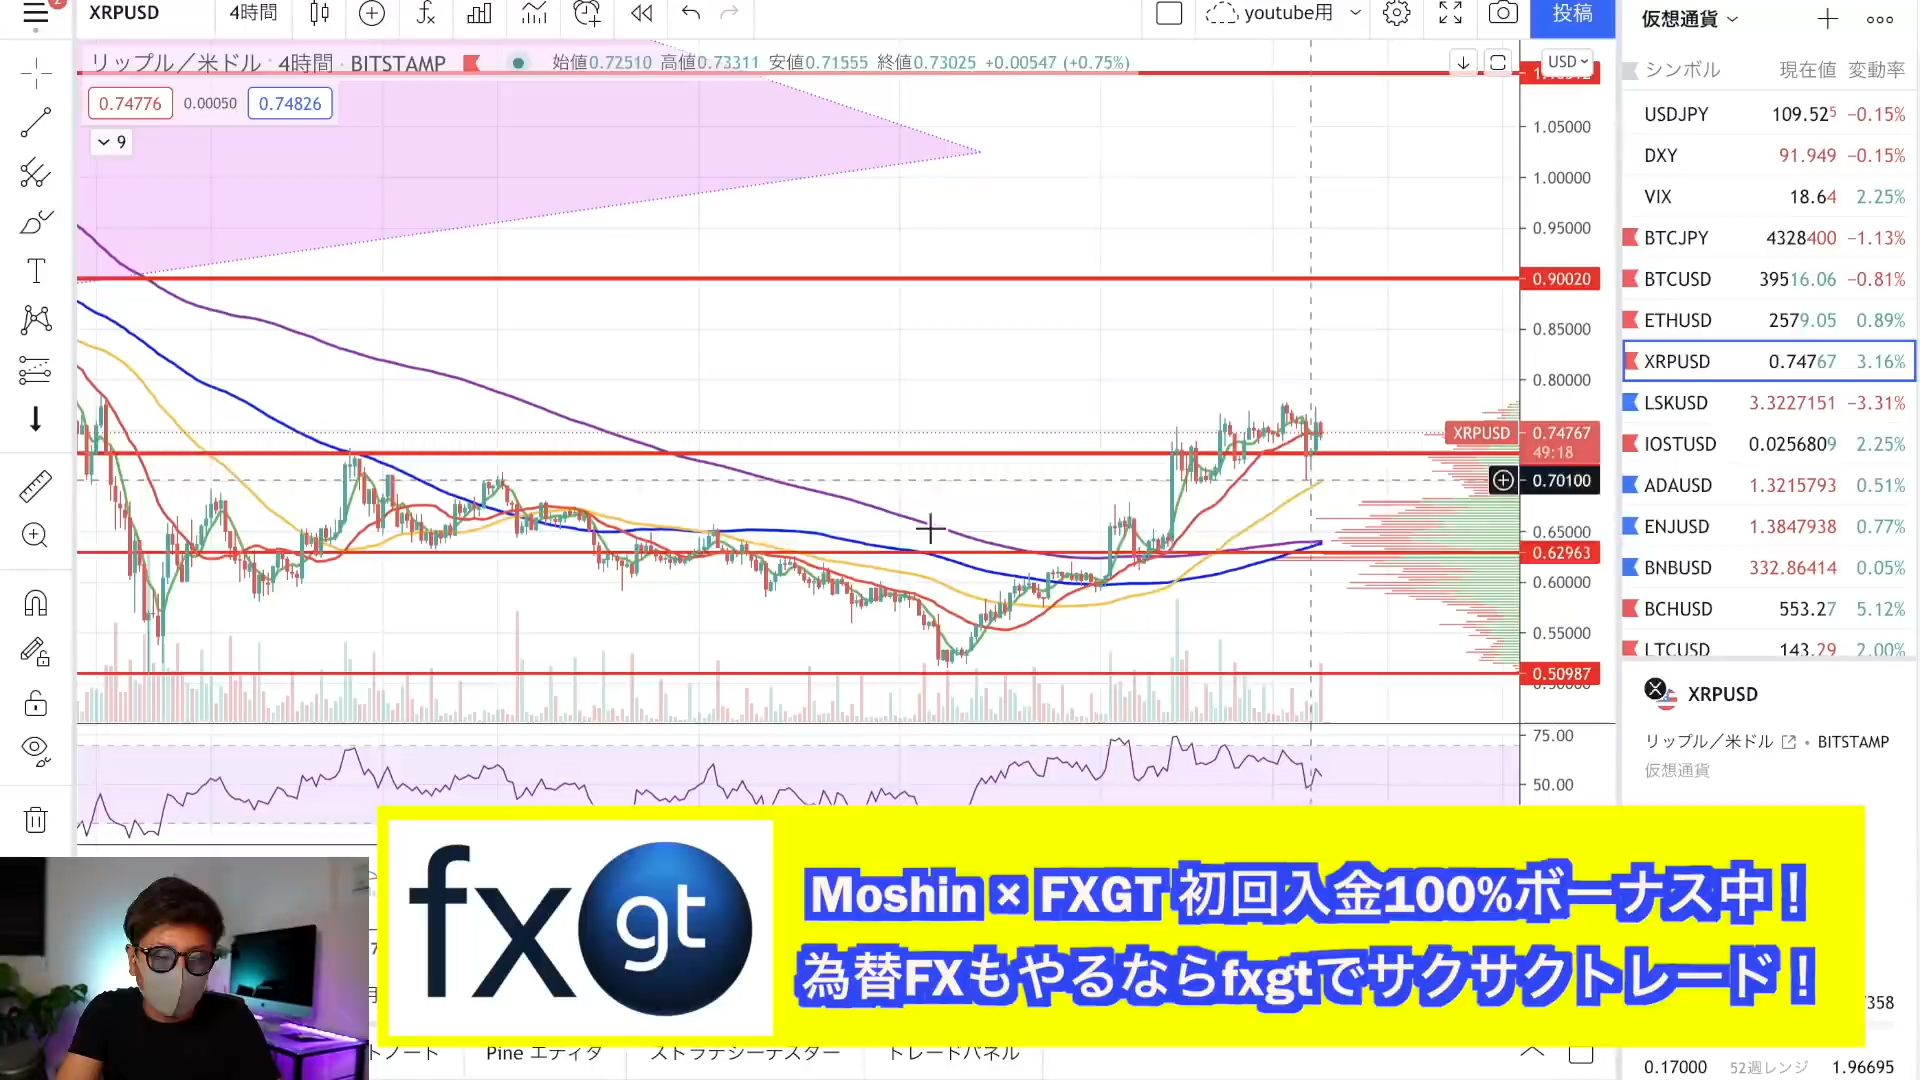 2
XRPUSD
4時間
youtube用
投稿
仮想通貨
リップル／米ドル · 4時間 · BITSTAMP
始値0.72510 高値0.73311 安値0.71555 終値0.73025 +0.00547 (+0.75%)
USD
0.74776 0.00050 0.74826
9
1.05000
1.00000
0.95000
0.90020
0.85000
0.80000
XRPUSD 0.74767
49:18
0.70100
0.65000
0.62963
0.60000
0.55000
0.50987
75.00
50.00
シンボル 現在値 変動率
USDJPY 109.525 −0.15%
DXY 91.949 −0.15%
VIX 18.64 2.25%
BTCJPY 4328400 −1.13%
BTCUSD 39516.06 −0.81%
ETHUSD 2579.05 0.89%
XRPUSD 0.74767 3.16%
LSKUSD 3.3227151 −3.31%
IOSTUSD 0.0256809 2.25%
ADAUSD 1.3215793 0.51%
ENJUSD 1.3847938 0.77%
BNBUSD 332.86414 0.05%
BCHUSD 553.27 5.12%
LTCUSD 143.29 2.00%
XRPUSD
リップル／米ドル • BITSTAMP
仮想通貨
fx gt
Moshin × FXGT 初回入金100%ボーナス中！
為替FXもやるならfxgtでサクサクトレード！
358
トノート Pine エディタ ストラテジーテスター トレードパネル
0.17000 52週レンジ 1.96695